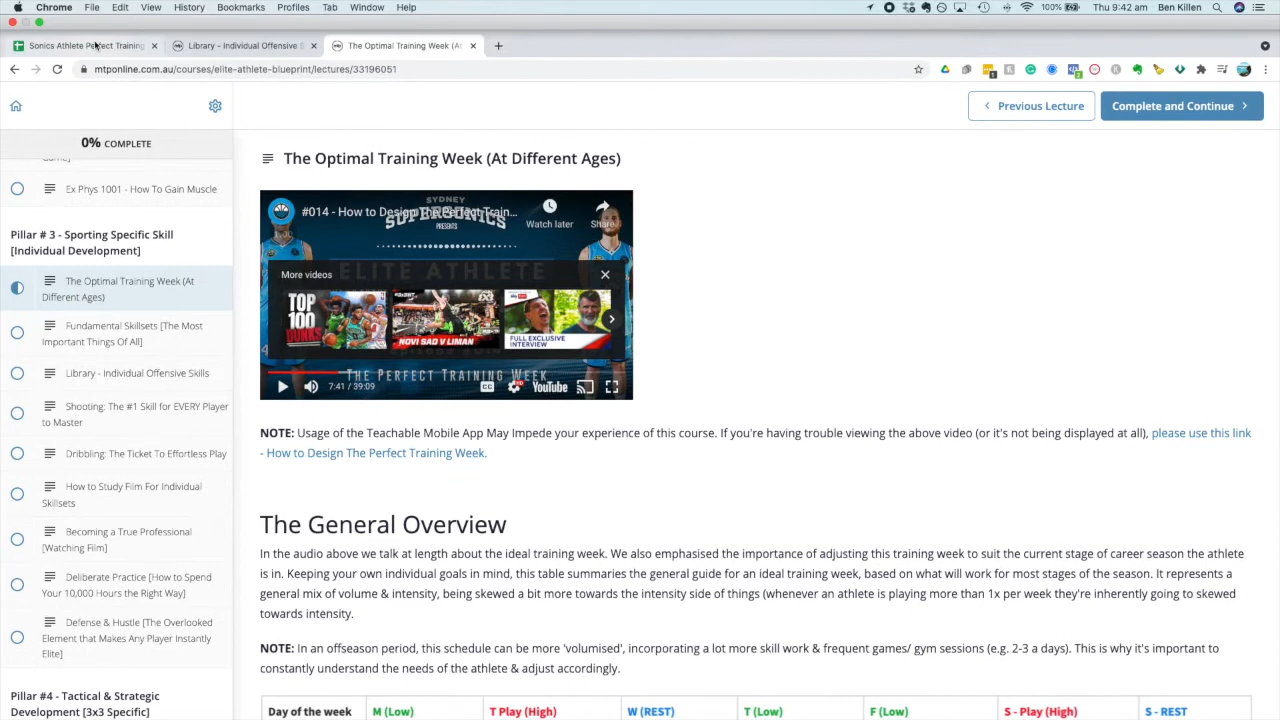 Chrome File Edit View History Bookmarks Profiles Tab Window Help
100% Thu 9:42 am Ben Killen
Sonics Athlete Perfect Training
Library - Individual Offensive S
The Optimal Training Week (At
mtponline.com.au/courses/elite-athlete-blueprint/lectures/33196051
Previous Lecture
Complete and Continue
0% COMPLETE
Game]
Ex Phys 1001 - How To Gain Muscle
Pillar # 3 - Sporting Specific Skill
[Individual Development]
The Optimal Training Week (At
Different Ages)
Fundamental Skillsets [The Most
Important Things Of All]
Library - Individual Offensive Skills
Shooting: The #1 Skill for EVERY Player
to Master
Dribbling: The Ticket To Effortless Play
How to Study Film For Individual
Skillsets
Becoming a True Professional
[Watching Film]
Deliberate Practice [How to Spend
Your 10,000 Hours the Right Way]
Defense & Hustle [The Overlooked
Element that Makes Any Player Instantly
Elite]
Pillar #4 - Tactical & Strategic
Development [3x3 Specific]
The Optimal Training Week (At Different Ages)
SYDNEY
SUPERSONICS
PRESENTS
#014 - How to Design The Perfect Train...
Watch later
Share
ELITE ATHLETE
More videos
TOP
100
DUNKS
NOVI SAD V LIMAN
FULL EXCLUSIVE
INTERVIEW
THE PERFECT TRAINING WEEK
7:41 / 39:09
CC
HD
YouTube
NOTE: Usage of the Teachable Mobile App May Impede your experience of this course. If you're having trouble viewing the above video (or it's not being displayed at all), please use this link
- How to Design The Perfect Training Week.
The General Overview
In the audio above we talk at length about the ideal training week. We also emphasised the importance of adjusting this training week to suit the current stage of career season the athlete
is in. Keeping your own individual goals in mind, this table summaries the general guide for an ideal training week, based on what will work for most stages of the season. It represents a
general mix of volume & intensity, being skewed a bit more towards the intensity side of things (whenever an athlete is playing more than 1x per week they're inherently going to skewed
towards intensity.
NOTE: In an offseason period, this schedule can be more 'volumised', incorporating a lot more skill work & frequent games/ gym sessions (e.g. 2-3 a days). This is why it's important to
constantly understand the needs of the athlete & adjust accordingly.
Day of the week M (Low) T Play (High) W (REST) T (Low) F (Low) S - Play (High) S - REST